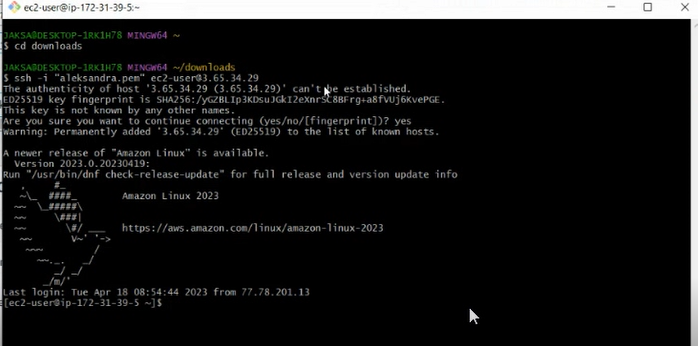 ec2-user@ip-172-31-39-5:~
JAKSA@DESKTOP-1RK1H78 MINGW64 ~
$ cd downloads
JAKSA@DESKTOP-1RK1H78 MINGW64 ~/downloads
$ ssh -i "aleksandra.pem" ec2-user@3.65.34.29
The authenticity of host '3.65.34.29 (3.65.34.29)' can't be established.
ED25519 key fingerprint is
This key is not known by any other names.
Are you sure you want to continue connecting (yes/no/[fingerprint])? yes
Warning: Permanently added '3.65.34.29' (ED25519) to the list of known hosts.
A newer release of "Amazon Linux" is available.
Version 2023.0.20230419:
Run "/usr/bin/dnf check-release-update" for full release and version update info
Amazon Linux 2023
https://aws.amazon.com/linux/amazon-linux-2023
Last login: Tue Apr 18 08:54:44 2023 from 77.78.201.13
[ec2-user@ip-172-31-39-5 ~]$